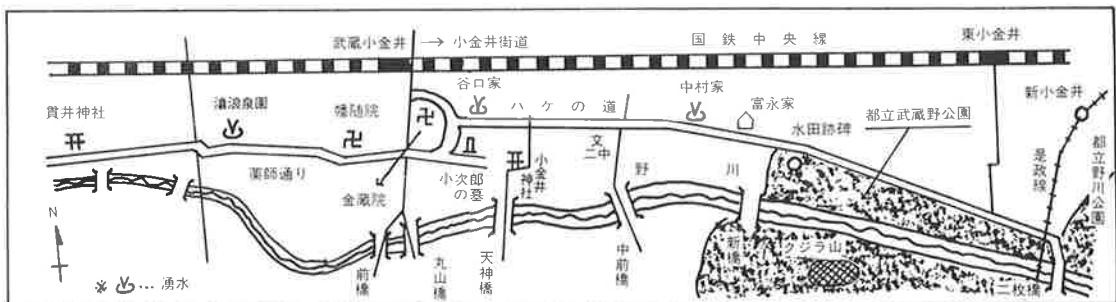 武蔵小金井
→小金井街道
国鉄中央線
東小金井
貫井神社
滄浪泉園
幡随院
谷口家
ハケの道
中村家
富永家
水田跡碑
都立武蔵野公園
新小金井
薬師通り
金蔵院
小次郎の墓
小金井神社
文二中
野川
是政線
都立野川公園
N
前橋
丸山橋
天神橋
中前橋
新橋
クジラ山
二枚橋
※ … 湧水